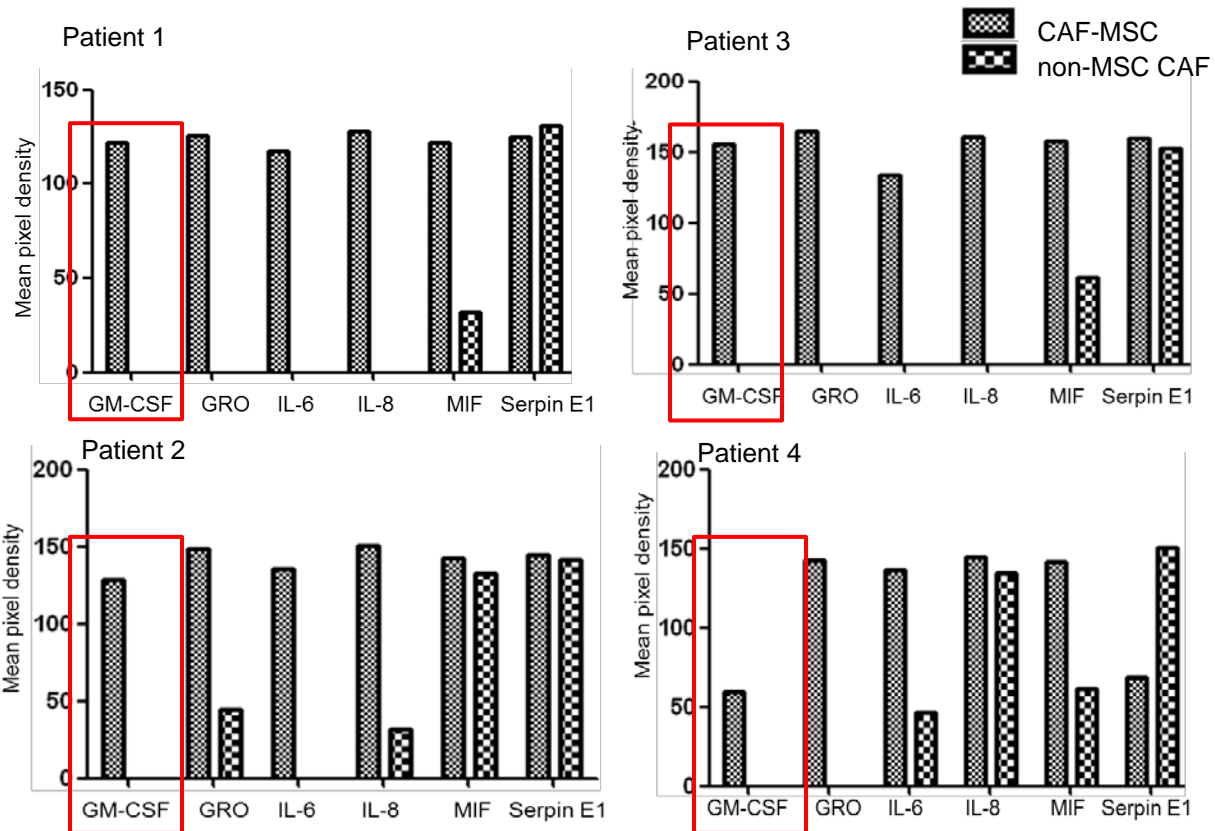 Patient 1
Mean pixel density
150
100
50
0
GM-CSF GRO IL-6 IL-8 MIF Serpin E1
Patient 3
CAF-MSC
non-MSC CAF
Mean pixel density
200
150
100
50
0
GM-CSF GRO IL-6 IL-8 MIF Serpin E1
Patient 2
Mean pixel density
200
150
100
50
0
GM-CSF GRO IL-6 IL-8 MIF Serpin E1
Patient 4
Mean pixel density
200
150
100
50
0
GM-CSF GRO IL-6 IL-8 MIF Serpin E1